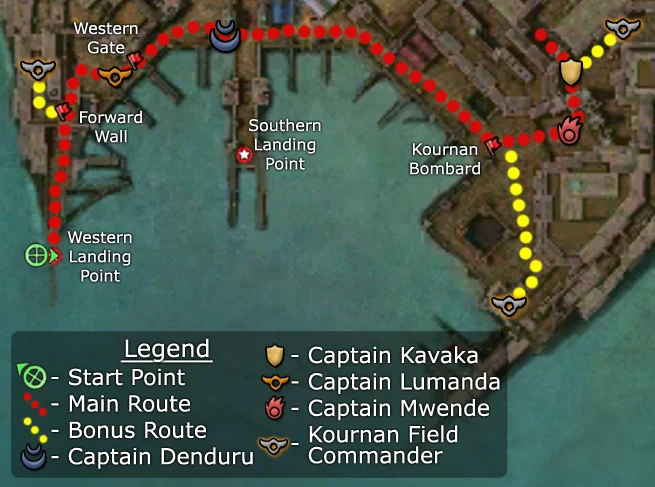 Western
Gate
Forward
Wall
Southern
Landing
Point
Kournan
Bombard
Western
Landing
Point
Legend
- Start Point
- Main Route
- Bonus Route
- Captain Denduru
- Captain Kavaka
- Captain Lumanda
- Captain Mwende
- Kournan Field
Commander